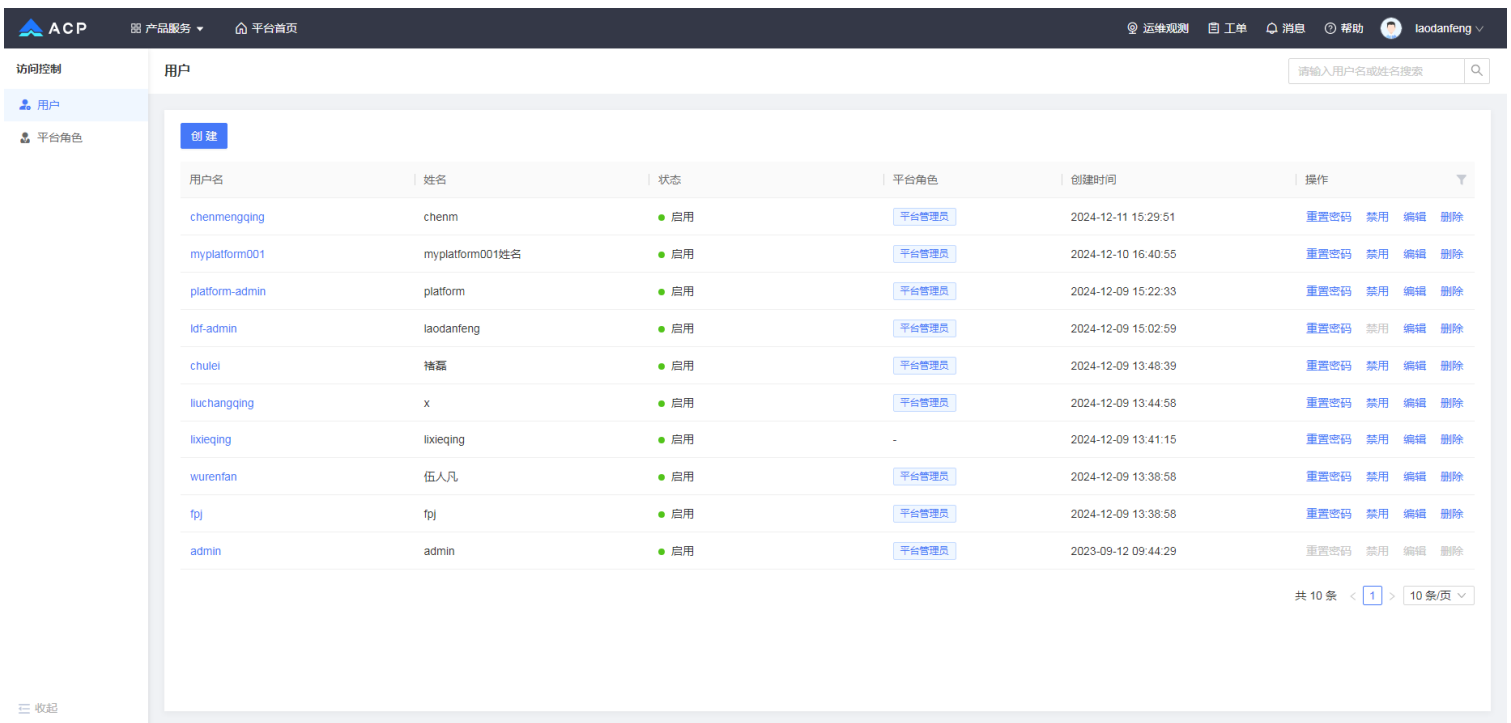 ACP 产品服务 平台首页 运维观测 工单 消息 帮助 laodanfeng
访问控制
用户
平台角色
收起
用户 请输入用户名或姓名搜索
创建
用户名 姓名 状态 平台角色 创建时间 操作
chenmengqing chenm 启用 平台管理员 2024-12-11 15:29:51 重置密码 禁用 编辑 删除
myplatform001 myplatform001姓名 启用 平台管理员 2024-12-10 16:40:55 重置密码 禁用 编辑 删除
platform-admin platform 启用 平台管理员 2024-12-09 15:22:33 重置密码 禁用 编辑 删除
ldf-admin laodanfeng 启用 平台管理员 2024-12-09 15:02:59 重置密码 禁用 编辑 删除
chulei 褚磊 启用 平台管理员 2024-12-09 13:48:39 重置密码 禁用 编辑 删除
liuchangqing x 启用 平台管理员 2024-12-09 13:44:58 重置密码 禁用 编辑 删除
lixieqing lixieqing 启用 - 2024-12-09 13:41:15 重置密码 禁用 编辑 删除
wurenfan 伍人凡 启用 平台管理员 2024-12-09 13:38:58 重置密码 禁用 编辑 删除
fpj fpj 启用 平台管理员 2024-12-09 13:38:58 重置密码 禁用 编辑 删除
admin admin 启用 平台管理员 2023-09-12 09:44:29 重置密码 禁用 编辑 删除
共 10 条 < 1 > 10 条/页